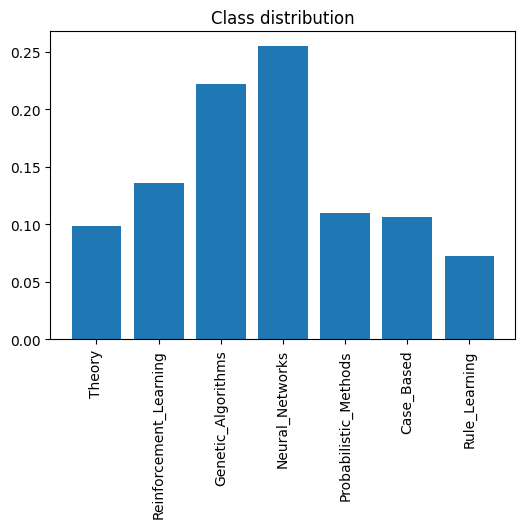 Class distribution
0.25
0.20
0.15
0.10
0.05
0.00
Theory
Reinforcement_Learning
Genetic_Algorithms
Neural_Networks
Probabilistic_Methods
Case_Based
Rule_Learning